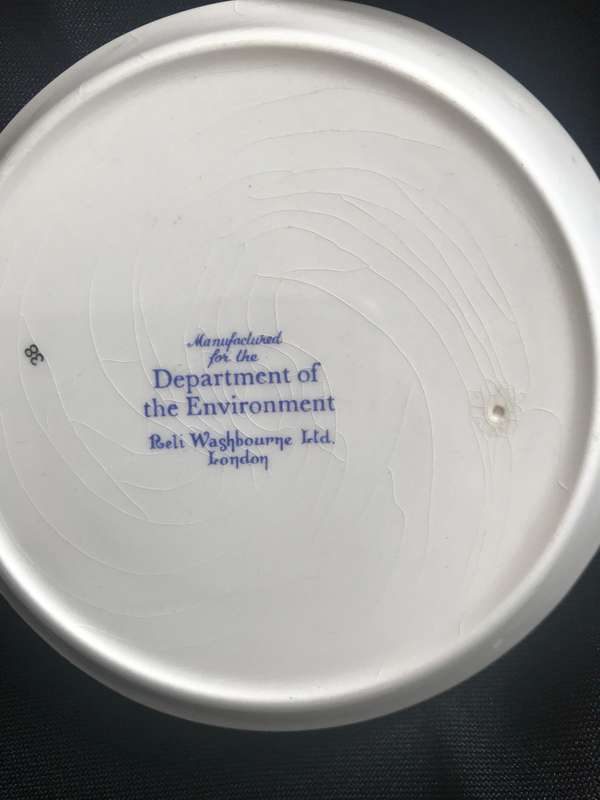 38
Manufactured
for the
Department of
the Environment
Reli Washbourne Ltd.
London